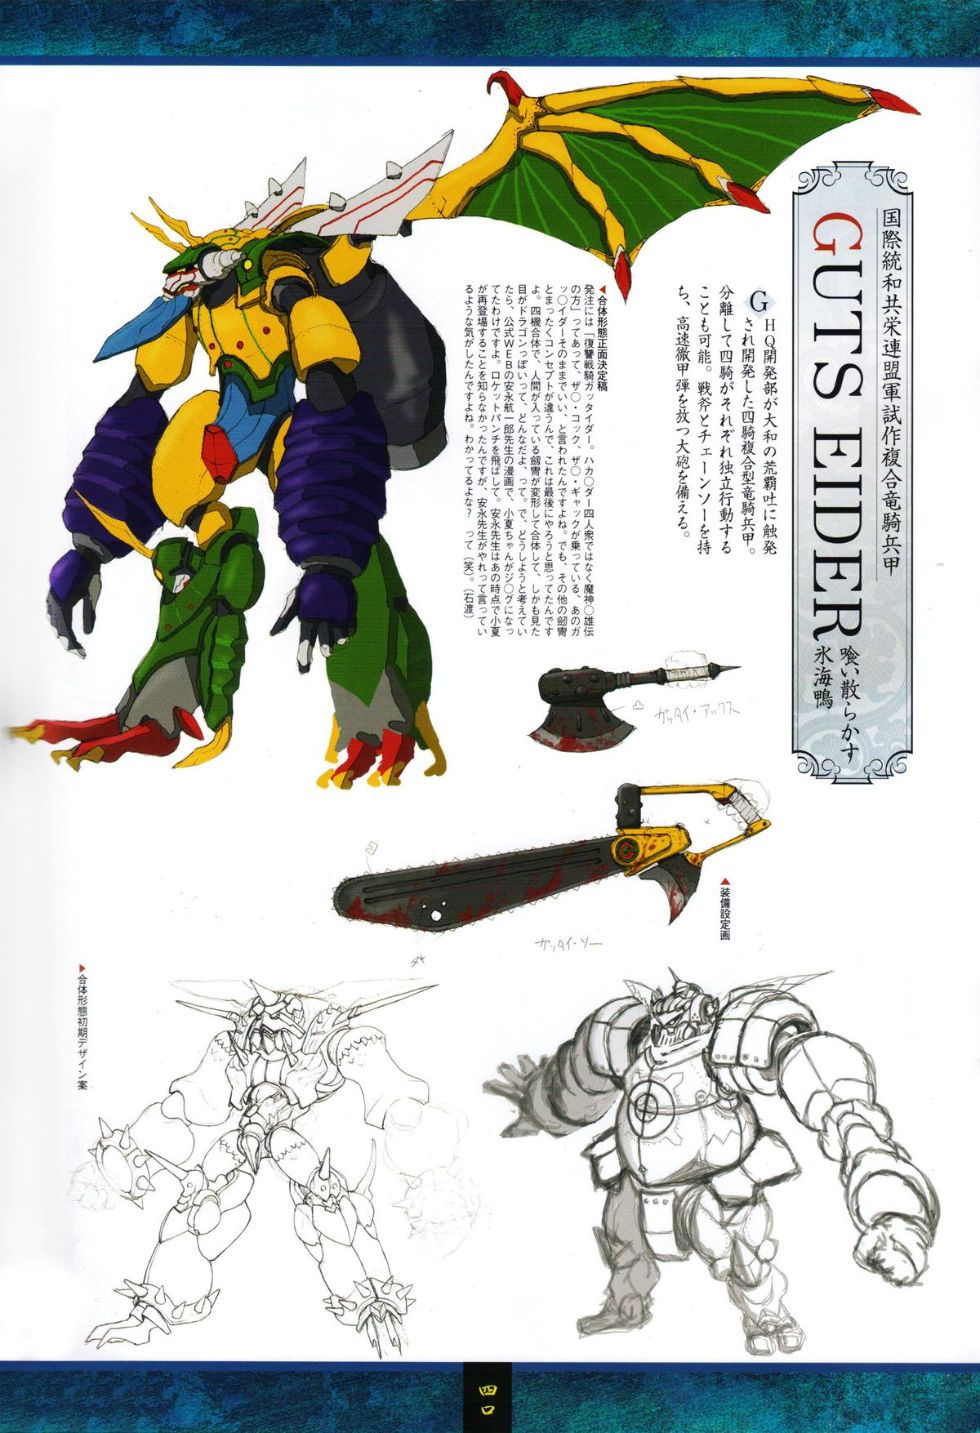 国際統和共栄連盟軍試作複合竜騎兵甲
GUTS EIDER
喰い散らかす
氷海鴨
GHQ開発部が大和の荒覇吐に触発
され開発した四騎複合型竜騎兵甲。
分離して四騎がそれぞれ独立行動する
ことも可能。戦斧とチェーンソーを持
ち、高速徹甲弾を放つ大砲を備える。
◀合体形態正面決定稿
発注には「復讐戦騎ガッタイダー。ハカ〇ダー四人衆ではなく魔神〇雄伝
の方」ってあって、ザ〇・コック、ザ〇・ギャックが乗っている、あのガ
ッ〇イダーそのままでいい、と言われたんですよね。でも、その他の劔冑
とまったくコンセプトが違うんで、これは最後にやろうと思ってたんです
よ。四機合体で、人間が入っている劔冑が変形して合体して、しかも見た
目がドラゴンっぽいって、どんなだよ、って。で、どうしようと考えてい
たら、公式WEBの安永航一郎先生の漫画で、小夏ちゃんがジ〇グになっ
てたわけですよ。ロケットパンチを飛ばして。安永先生はあの時点で小夏
が再登場することを知らなかったんですが、安永先生がやれって言ってい
るような気がしたんですよね。わかってるよな？　って（笑）。（石渡）
ガッタイ・アックス
ガッタイ・ソー
▲装備設定画
▶合体形態初期デザイン案
四〇